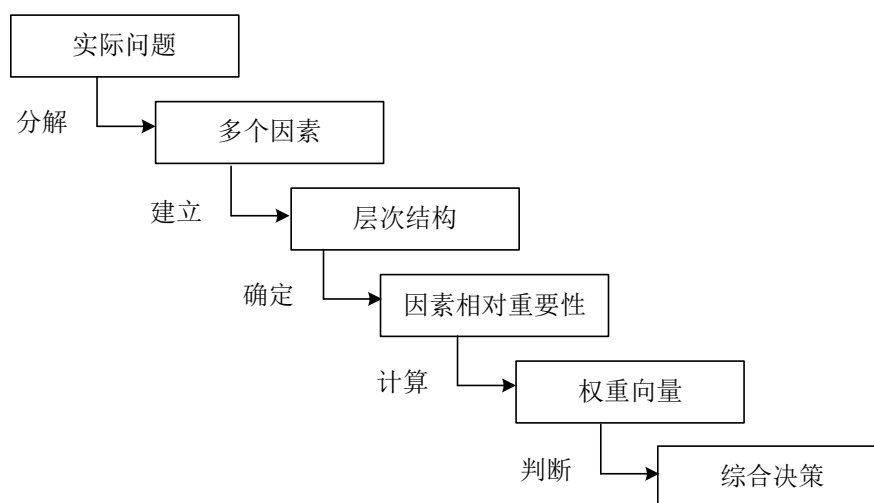 实际问题
分解
多个因素
建立
层次结构
确定
因素相对重要性
计算
权重向量
判断
综合决策